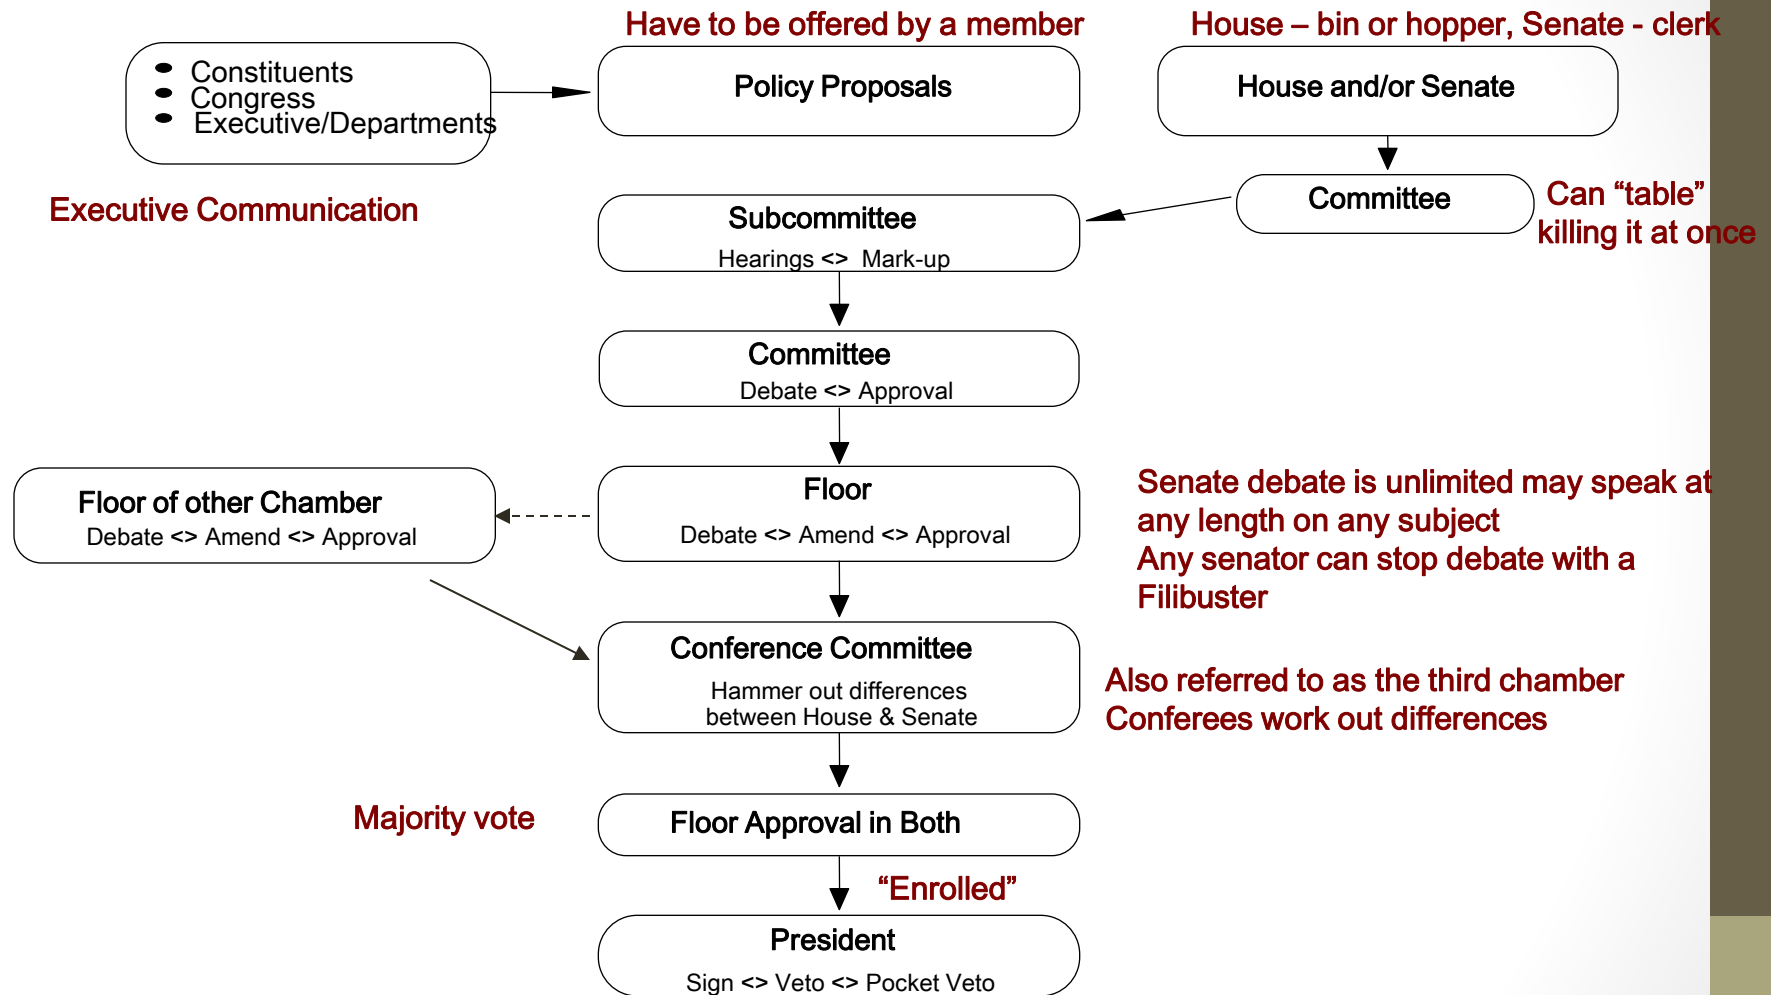 Have to be offered by a member
House – bin or hopper, Senate - clerk
Constituents
Congress
Executive/Departments
Policy Proposals
House and/or Senate
Executive Communication
Subcommittee
Hearings <> Mark-up
Committee
Can “table”
killing it at once
Committee
Debate <> Approval
Floor of other Chamber
Debate <> Amend <> Approval
Floor
Debate <> Amend <> Approval
Senate debate is unlimited may speak at
any length on any subject
Any senator can stop debate with a
Filibuster
Conference Committee
Hammer out differences
between House & Senate
Also referred to as the third chamber
Conferees work out differences
Majority vote
Floor Approval in Both
“Enrolled”
President
Sign <> Veto <> Pocket Veto